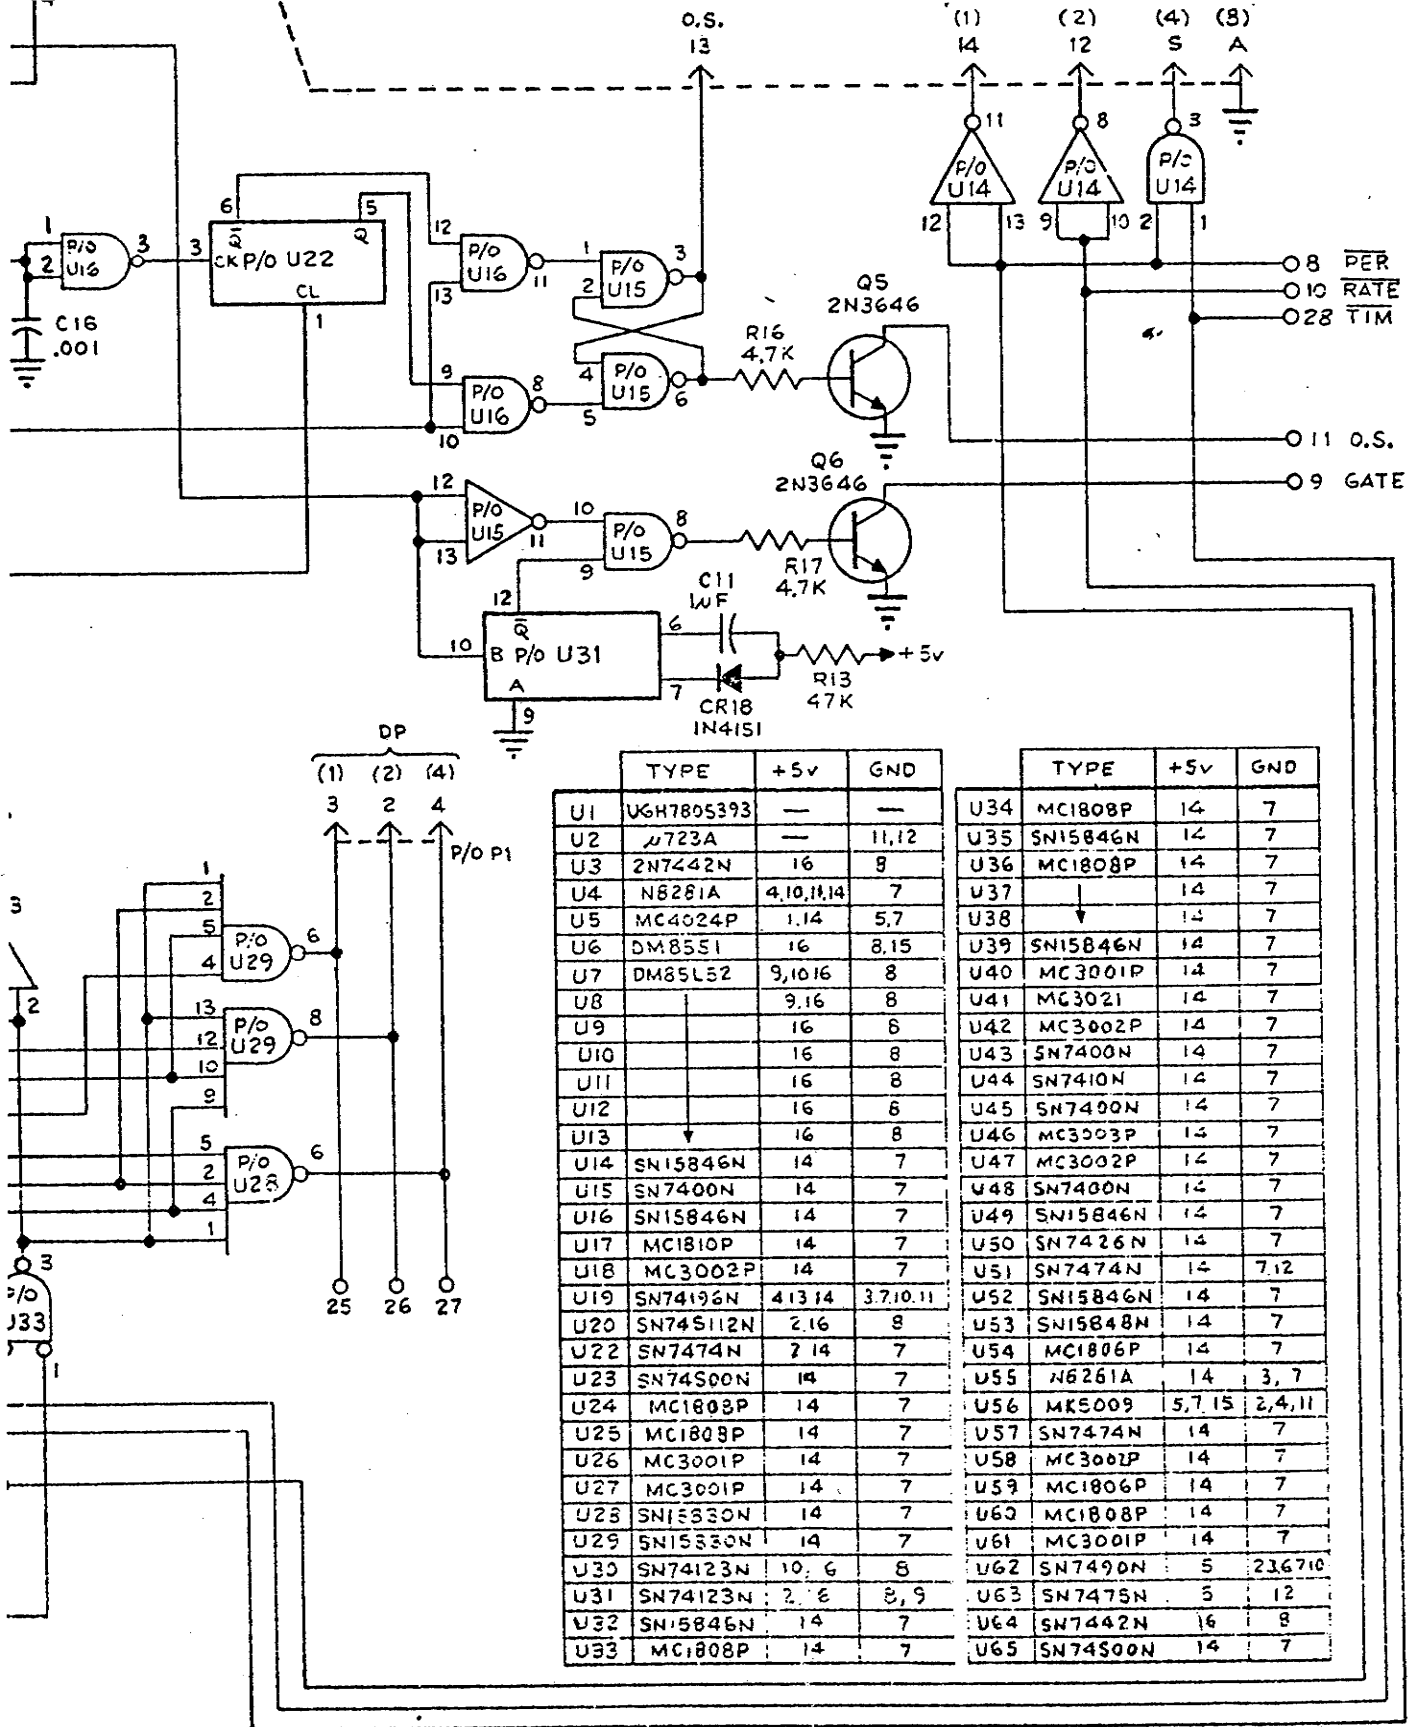 O.S.
13
(1) (2) (4) (8)
14 12 S A
11 8 3
P/O U14
P/O U14
P/O U14
12 13 9 10 2 1
8 PER
10 RATE
28 TIM
6 5
1
2
P/O
U16
3 3
Q Q
CK P/O U22
CL
1
C16
.001
12
13
P/O
U16
11
1
2
P/O
U15
3
9
10
P/O
U16
8
4
5
P/O
U15
6
R16
4.7K
Q5
2N3646
11 O.S.
Q6
2N3646
9 GATE
12
13
P/O
U15
11
10
9
P/O
U15
8
R17
4.7K
12
Q
10 B P/O U31
A
9
6
7
C11
1µF
CR18
1N4151
R13
47K
+5v
DP
(1) (2) (4)
3 2 4
P/O P1
3
2
1
2
5
4
P/O
U29
6
13
12
10
9
P/O
U29
8
5
2
4
1
P/O
U28
6
3
P/O
U33
1
25 26 27
TYPE +5v GND
U1 UGH7805393 — —
U2 µ723A — 11,12
U3 2N7442N 16 8
U4 N8281A 4,10,11,14 7
U5 MC4024P 1,14 5,7
U6 DM8551 16 8,15
U7 DM85L52 9,10 16 8
U8 9,16 8
U9 16 8
U10 16 8
U11 16 8
U12 16 8
U13 16 8
U14 SN15846N 14 7
U15 SN7400N 14 7
U16 SN15846N 14 7
U17 MC1810P 14 7
U18 MC3002P 14 7
U19 SN74196N 4 13 14 3,7,10,11
U20 SN74S112N 2,16 8
U22 SN7474N 14 7
U23 SN74S00N 14 7
U24 MC1808P 14 7
U25 MC1808P 14 7
U26 MC3001P 14 7
U27 MC3001P 14 7
U28 SN15830N 14 7
U29 SN15830N 14 7
U30 SN74123N 8
U31 SN74123N 8,9
U32 SN15846N 14 7
U33 MC1808P 14 7
TYPE +5v GND
U34 MC1808P 14 7
U35 SN15846N 14 7
U36 MC1808P 14 7
U37 14 7
U38 14 7
U39 SN15846N 14 7
U40 MC3001P 14 7
U41 MC3021 14 7
U42 MC3002P 14 7
U43 SN7400N 14 7
U44 SN7410N 14 7
U45 SN7400N 14 7
U46 MC3003P 14 7
U47 MC3002P 14 7
U48 SN7400N 14 7
U49 SN15846N 14 7
U50 SN7426N 14 7
U51 SN7474N 14 7,12
U52 SN15846N 14 7
U53 SN15848N 14 7
U54 MC1806P 14 7
U55 N8281A 14 3, 7
U56 MK5009 5,7 15 2,4,11
U57 SN7474N 14 7
U58 MC3002P 14 7
U59 MC1806P 14 7
U60 MC1808P 14 7
U61 MC3001P 14 7
U62 SN7490N 5 2 3 6 7 10
U63 SN7475N 5 12
U64 SN7442N 16 8
U65 SN74S00N 14 7